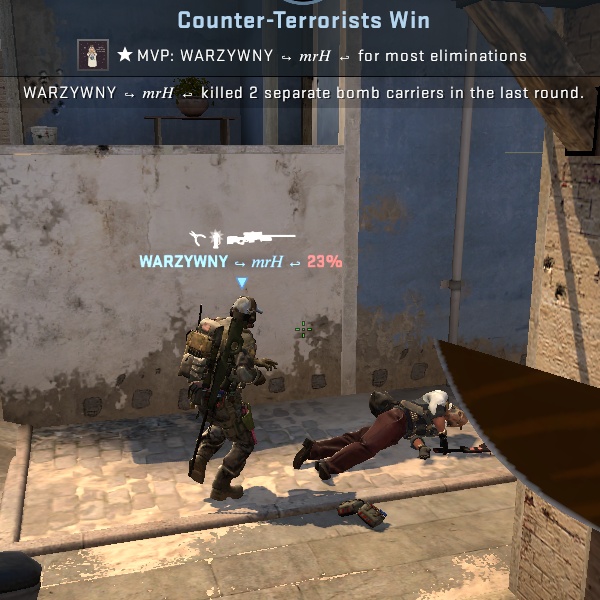 Counter-Terrorists Win
★ MVP: WARZYWNY ↪ mrH ↩ for most eliminations
WARZYWNY ↪ mrH ↩ killed 2 separate bomb carriers in the last round.
WARZYWNY ↪ mrH ↩ 23%